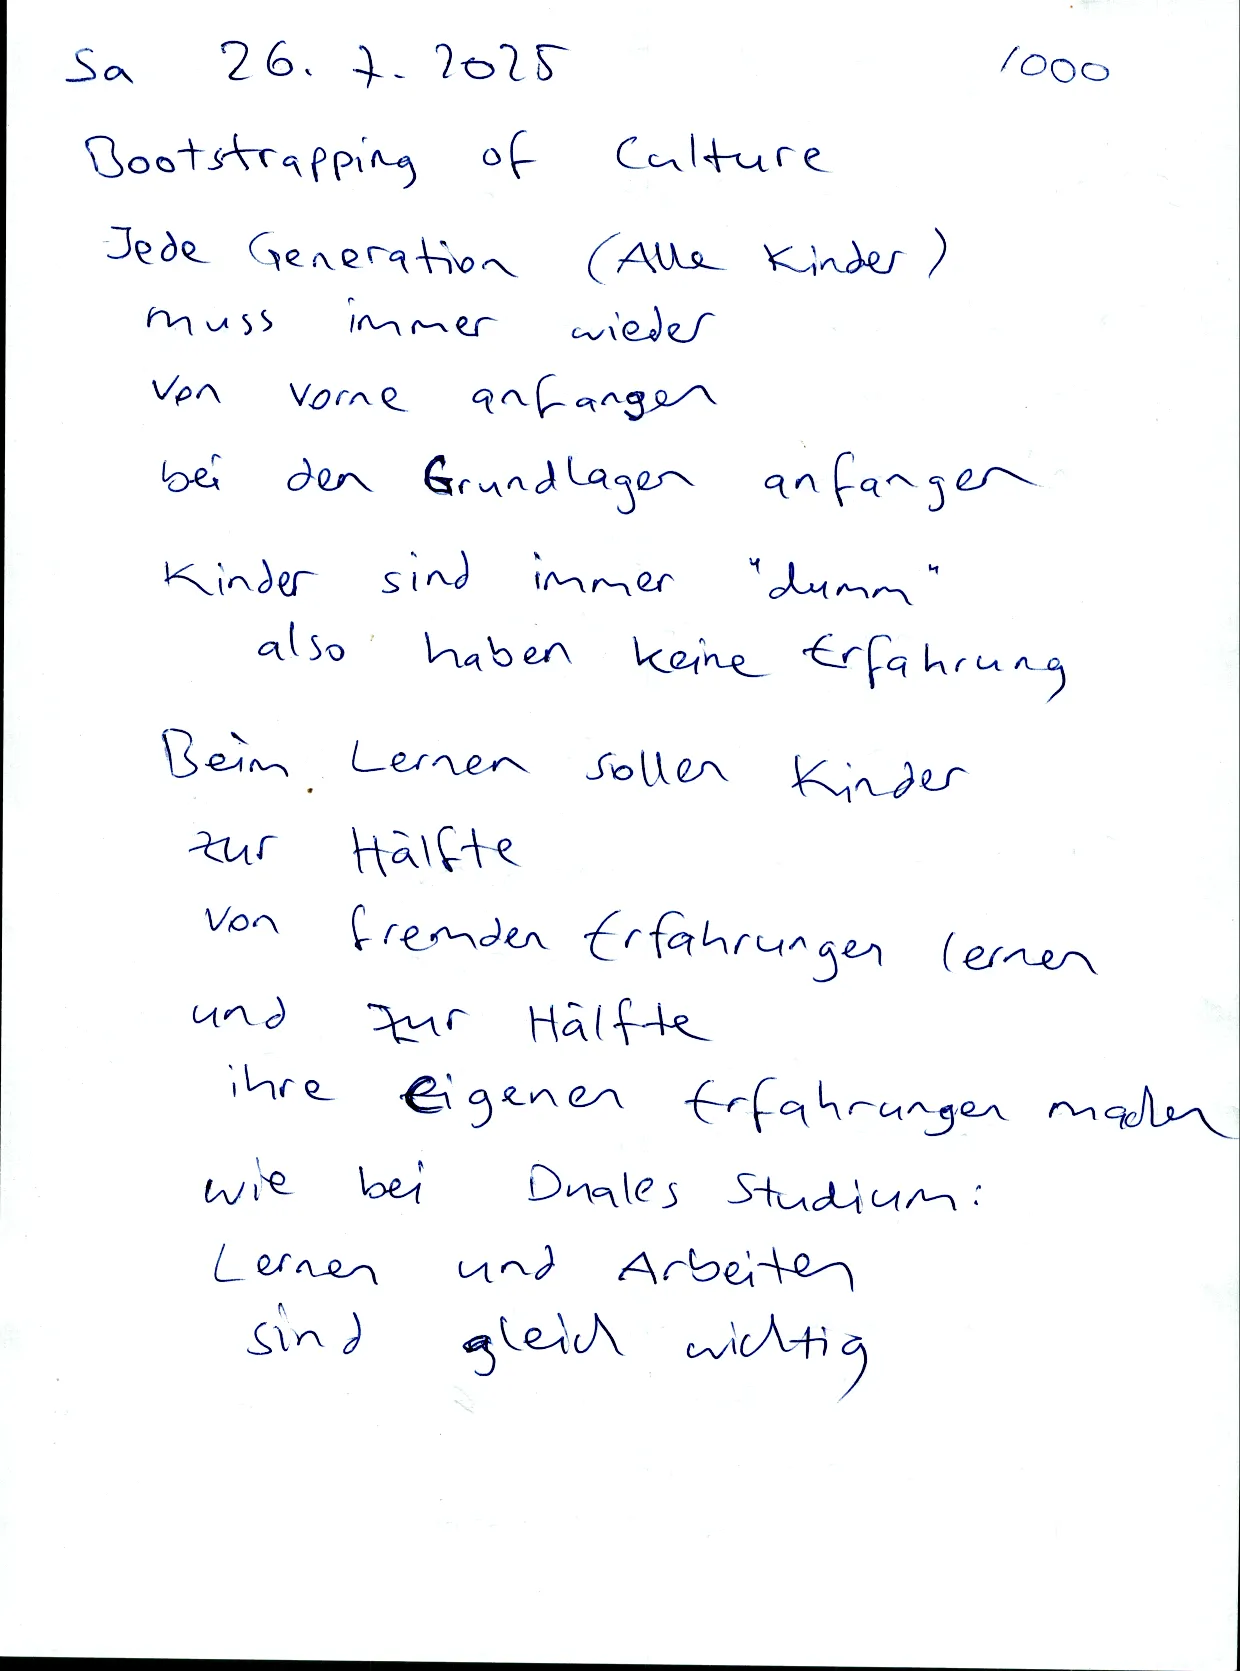 Sa 26. 7. 2025 1000
Bootstrapping of Culture
Jede Generation (Alle Kinder)
muss immer wieder
von vorne anfangen
bei den Grundlagen anfangen
Kinder sind immer "dumm"
also haben keine Erfahrung
Beim Lernen sollen Kinder
zur Hälfte
von fremden Erfahrungen lernen
und zur Hälfte
ihre eigenen Erfahrungen machen
wie bei Duales Studium:
Lernen und Arbeiten
sind gleich wichtig